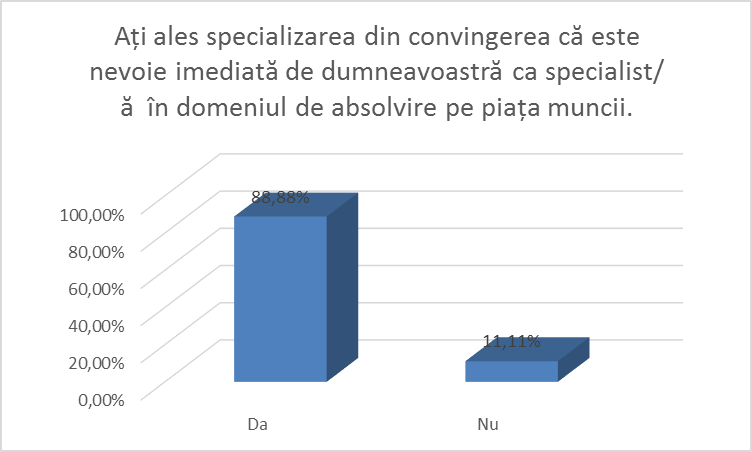 Ați ales specializarea din convingerea că este
nevoie imediată de dumneavoastră ca specialist/
ă  în domeniul de absolvire pe piața muncii.
88,88%
11,11%
100,00%
80,00%
60,00%
40,00%
20,00%
0,00%
Da
Nu